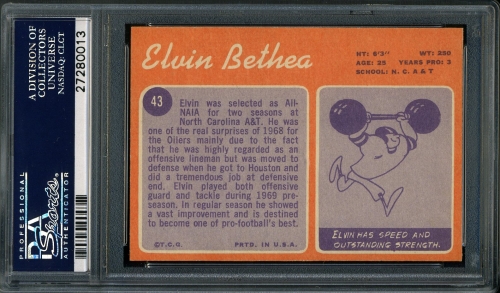 A DIVISION OF
COLLECTORS
UNIVERSE
NASDAQ: CLCT
27280013
PROFESSIONAL
PSA
Sports
AUTHENTICATOR
Elvin Bethea
HT: 6'3" WT: 250
AGE: 25 YEARS PRO: 3
SCHOOL: N. C. A & T
43
Elvin was selected as All-
NAIA for two seasons at
North Carolina A&T. He was
one of the real surprises of 1968 for
the Oilers mainly due to the fact
that he was highly regarded as an
offensive lineman but was moved to
defense when he got to Houston and
did a tremendous job at defensive
end. Elvin played both offensive
guard and tackle during 1969 pre-
season. In regular season he showed
a vast improvement and is destined
to become one of pro-football's best.
©T.C.G. PRTD. IN U.S.A.
ELVIN HAS SPEED AND
OUTSTANDING STRENGTH.